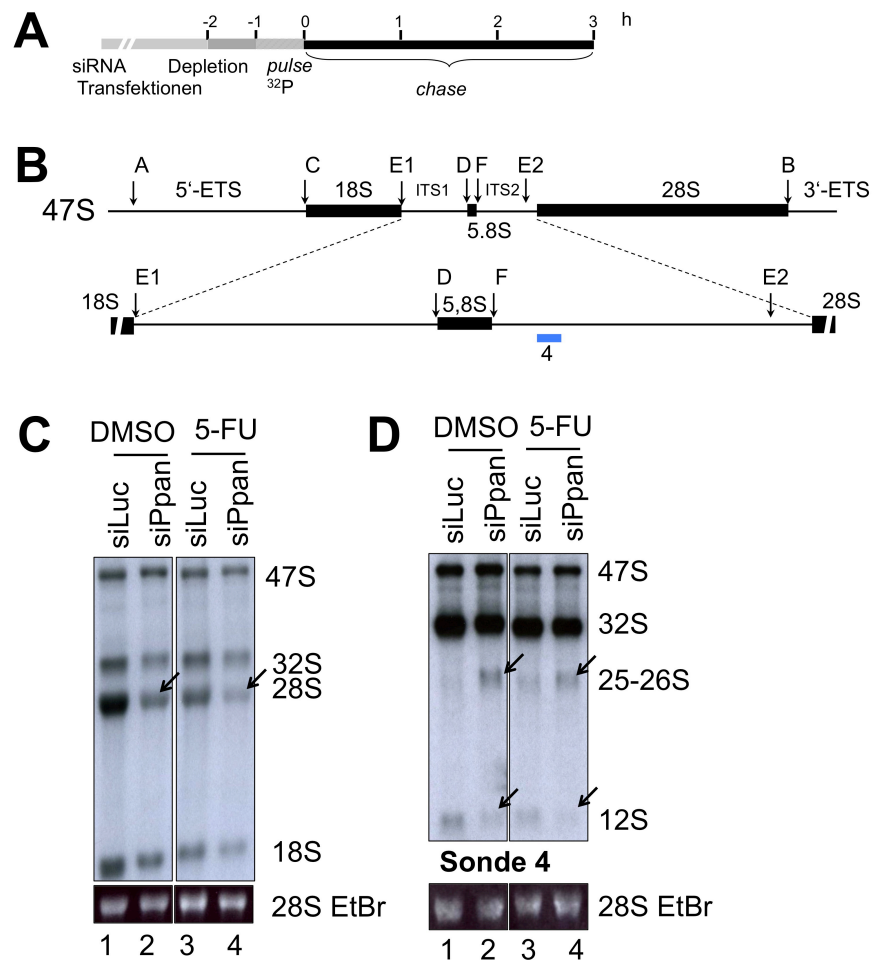 A
-2 -1 0 1 2 3 h
siRNA Depletion pulse
Transfektionen 32P chase
B
A C E1 D F E2 B
5‘-ETS 18S ITS1 ITS2 28S 3‘-ETS
47S
5.8S
E1 D F E2
18S 5,8S 28S
4
C
DMSO 5-FU
siLuc siPpan siLuc siPpan
47S
32S
28S
18S
28S EtBr
1 2 3 4
D
DMSO 5-FU
siLuc siPpan siLuc siPpan
47S
32S
25-26S
12S
Sonde 4
28S EtBr
1 2 3 4